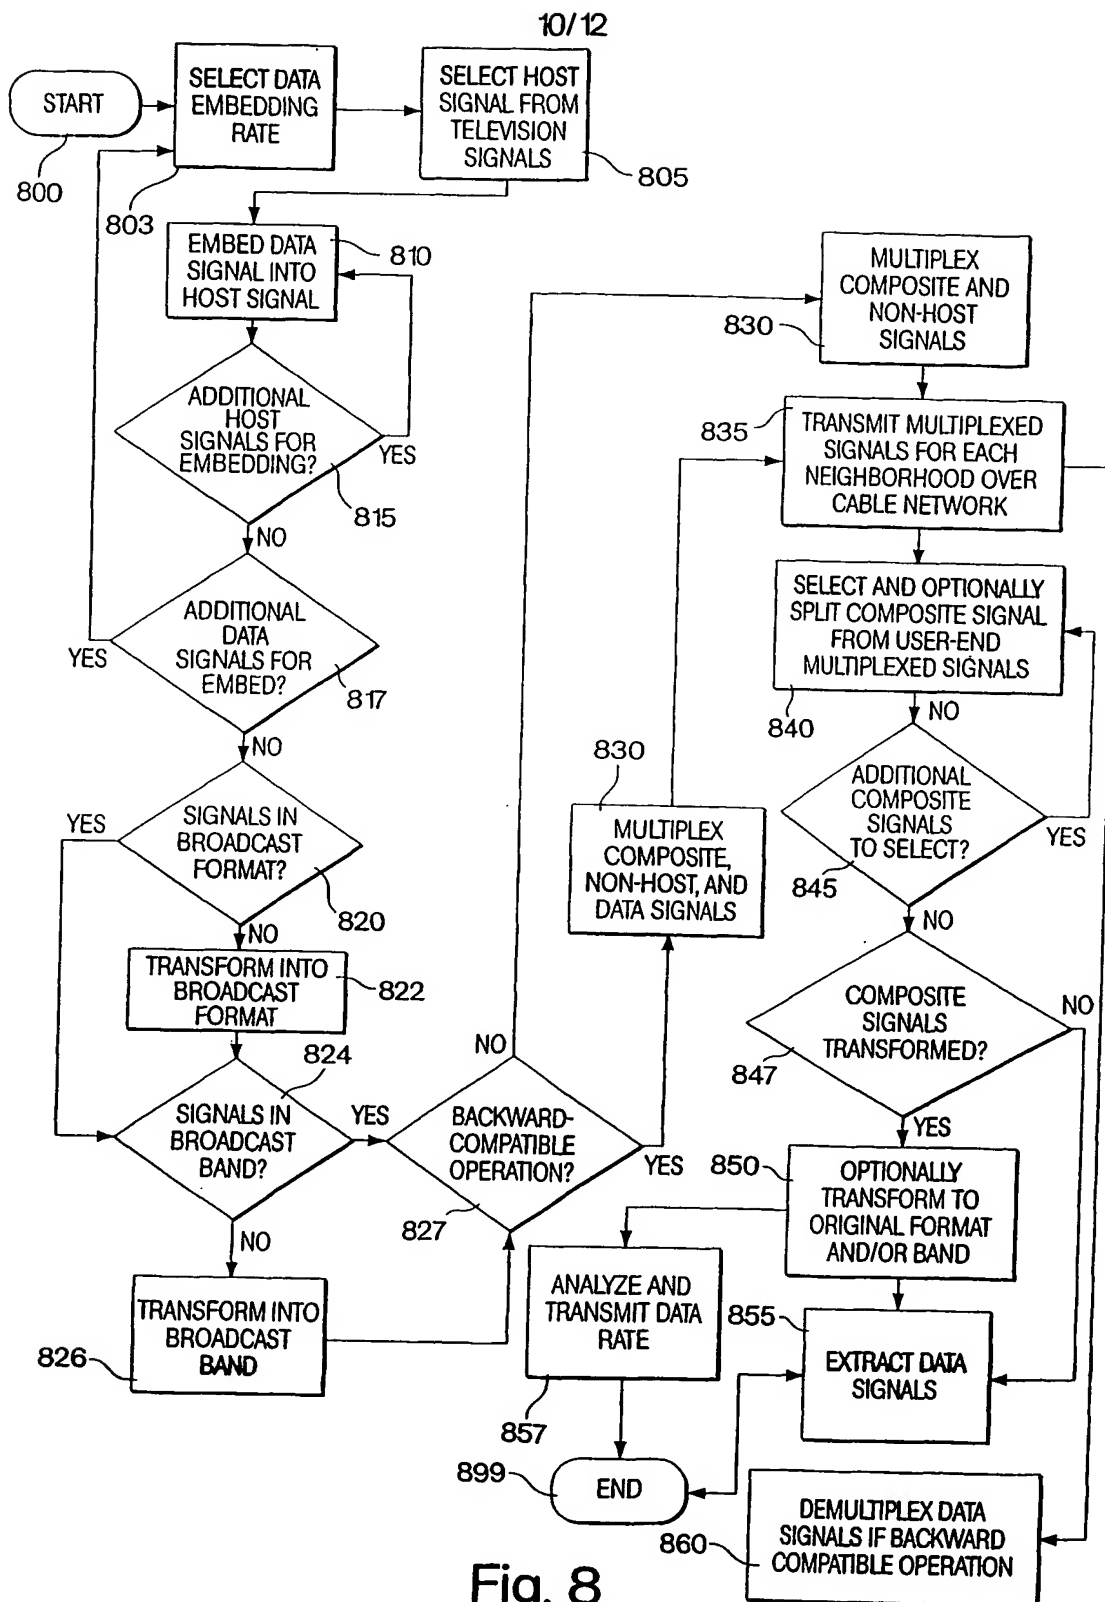 10/12
START
800
SELECT DATA
EMBEDDING
RATE
803
SELECT HOST
SIGNAL FROM
TELEVISION
SIGNALS
805
EMBED DATA
SIGNAL INTO
HOST SIGNAL
810
ADDITIONAL
HOST
SIGNALS FOR
EMBEDDING?
YES
815
NO
ADDITIONAL
DATA
SIGNALS FOR
EMBED?
YES
817
NO
YES
SIGNALS IN
BROADCAST
FORMAT?
820
NO
TRANSFORM INTO
BROADCAST
FORMAT
822
824
SIGNALS IN
BROADCAST
BAND?
YES
NO
TRANSFORM INTO
BROADCAST
BAND
826
NO
BACKWARD-
COMPATIBLE
OPERATION?
YES
827
830
MULTIPLEX
COMPOSITE,
NON-HOST, AND
DATA SIGNALS
MULTIPLEX
COMPOSITE AND
NON-HOST
SIGNALS
830
835
TRANSMIT MULTIPLEXED
SIGNALS FOR EACH
NEIGHBORHOOD OVER
CABLE NETWORK
SELECT AND OPTIONALLY
SPLIT COMPOSITE SIGNAL
FROM USER-END
MULTIPLEXED SIGNALS
840
NO
ADDITIONAL
COMPOSITE
SIGNALS
TO SELECT?
YES
845
NO
COMPOSITE
SIGNALS
TRANSFORMED?
NO
847
YES
850
OPTIONALLY
TRANSFORM TO
ORIGINAL FORMAT
AND/OR BAND
ANALYZE AND
TRANSMIT DATA
RATE
857
855
EXTRACT DATA
SIGNALS
899
END
DEMULTIPLEX DATA
SIGNALS IF BACKWARD
COMPATIBLE OPERATION
860
Fig. 8